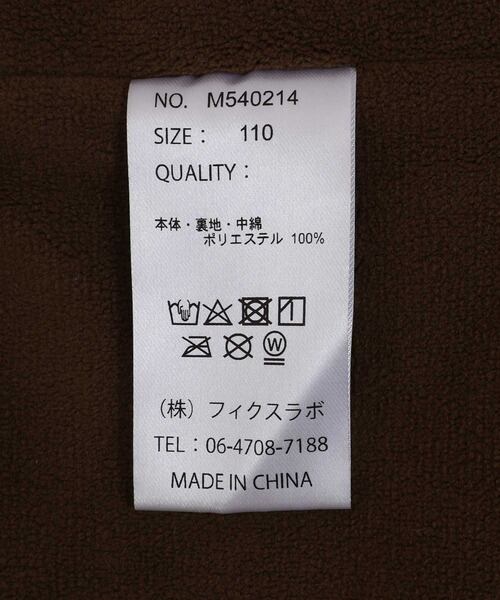 NO. M540214
SIZE： 110
QUALITY：
本体・裏地・中綿
ポリエステル 100%
W
（株）フィクスラボ
TEL：06-4708-7188
MADE IN CHINA